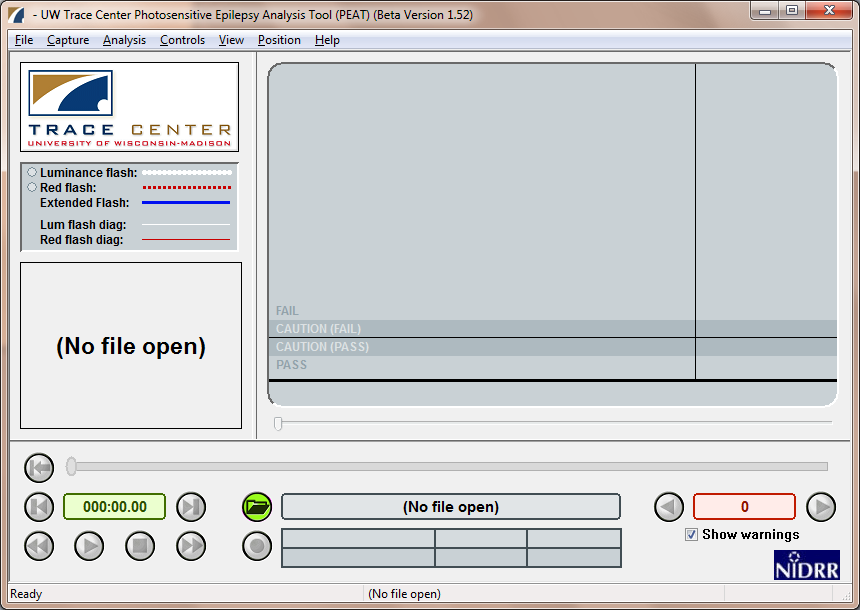 - UW Trace Center Photosensitive Epilepsy Analysis Tool (PEAT) (Beta Version 1.52)
File Capture Analysis Controls View Position Help
TRACE CENTER
UNIVERSITY OF WISCONSIN-MADISON
Luminance flash:
Red flash:
Extended Flash:
Lum flash diag:
Red flash diag:
(No file open)
FAIL
CAUTION (FAIL)
CAUTION (PASS)
PASS
000:00.00
(No file open)
0
Show warnings
NIDRR
Ready
(No file open)